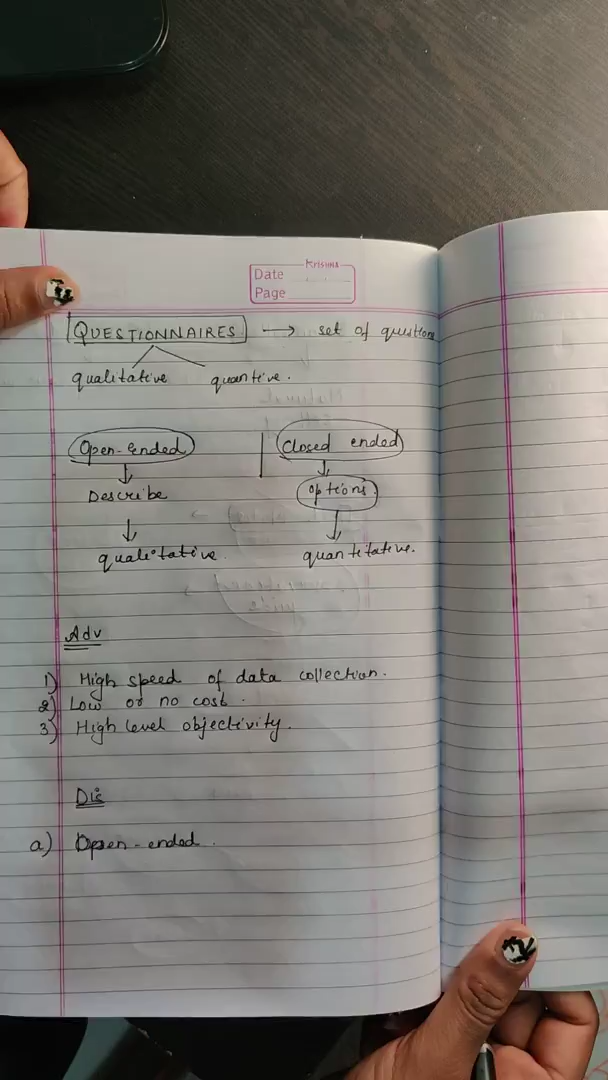 Krishna
Date
Page
QUESTIONNAIRES → set of questions
qualitative quantive.
Open-Ended Closed ended
Describe options.
qualitative. quantitative.
Adv
1) High speed of data collection.
2) Low or no cost.
3) High level objectivity.
Dis
a) Open-ended.